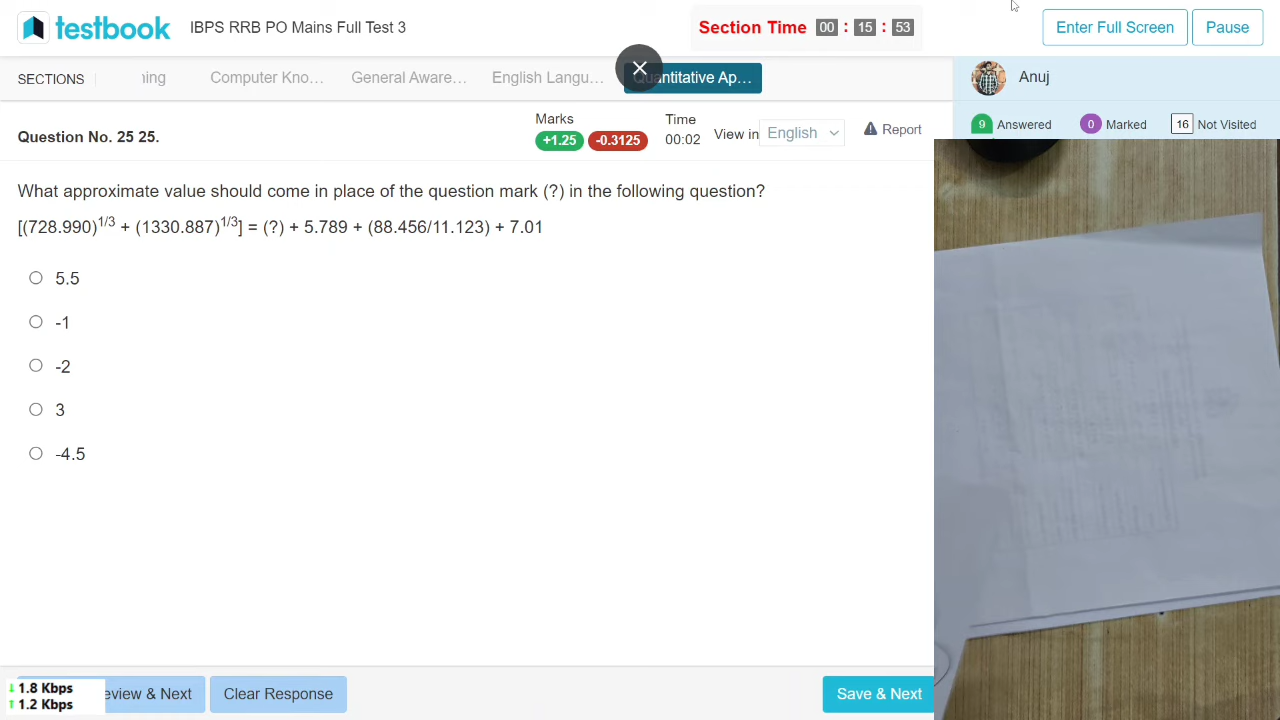 testbook IBPS RRB PO Mains Full Test 3 Section Time 00 : 15 : 53 Enter Full Screen Pause
SECTIONS ning Computer Kno... General Aware... English Langu... Quantitative Ap... Anuj
Question No. 25 25. Marks +1.25 -0.3125 Time 00:02 View in English Report 9 Answered 0 Marked 16 Not Visited
What approximate value should come in place of the question mark (?) in the following question?
[(728.990)^1/3 + (1330.887)^1/3] = (?) + 5.789 + (88.456/11.123) + 7.01
5.5
-1
-2
3
-4.5
1.8 Kbps
1.2 Kbps
eview & Next Clear Response Save & Next